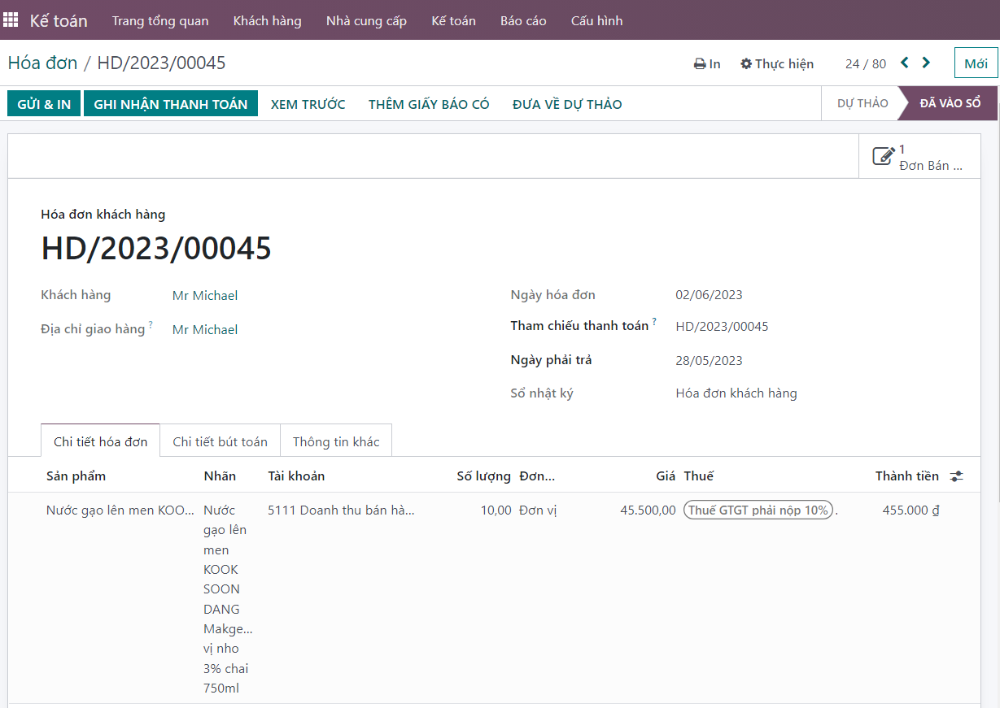 Kế toán Trang tổng quan Khách hàng Nhà cung cấp Kế toán Báo cáo Cấu hình
Hóa đơn / HD/2023/00045 In Thực hiện 24 / 80 Mới
GỬI & IN GHI NHẬN THANH TOÁN XEM TRƯỚC THÊM GIẤY BÁO CÓ ĐƯA VỀ DỰ THẢO DỰ THẢO ĐÃ VÀO SỔ
1
Đơn Bán ...
Hóa đơn khách hàng
HD/2023/00045
Khách hàng Mr Michael Ngày hóa đơn 02/06/2023
Địa chỉ giao hàng ? Mr Michael Tham chiếu thanh toán ? HD/2023/00045
Ngày phải trả 28/05/2023
Sổ nhật ký Hóa đơn khách hàng
Chi tiết hóa đơn Chi tiết bút toán Thông tin khác
Sản phẩm Nhãn Tài khoản Số lượng Đơn... Giá Thuế Thành tiền
Nước gạo lên men KOO... Nước 5111 Doanh thu bán hà... 10,00 Đơn vị 45.500,00 Thuế GTGT phải nộp 10% . 455.000 ₫
gạo lên
men
KOOK
SOON
DANG
Makge...
vị nho
3% chai
750ml